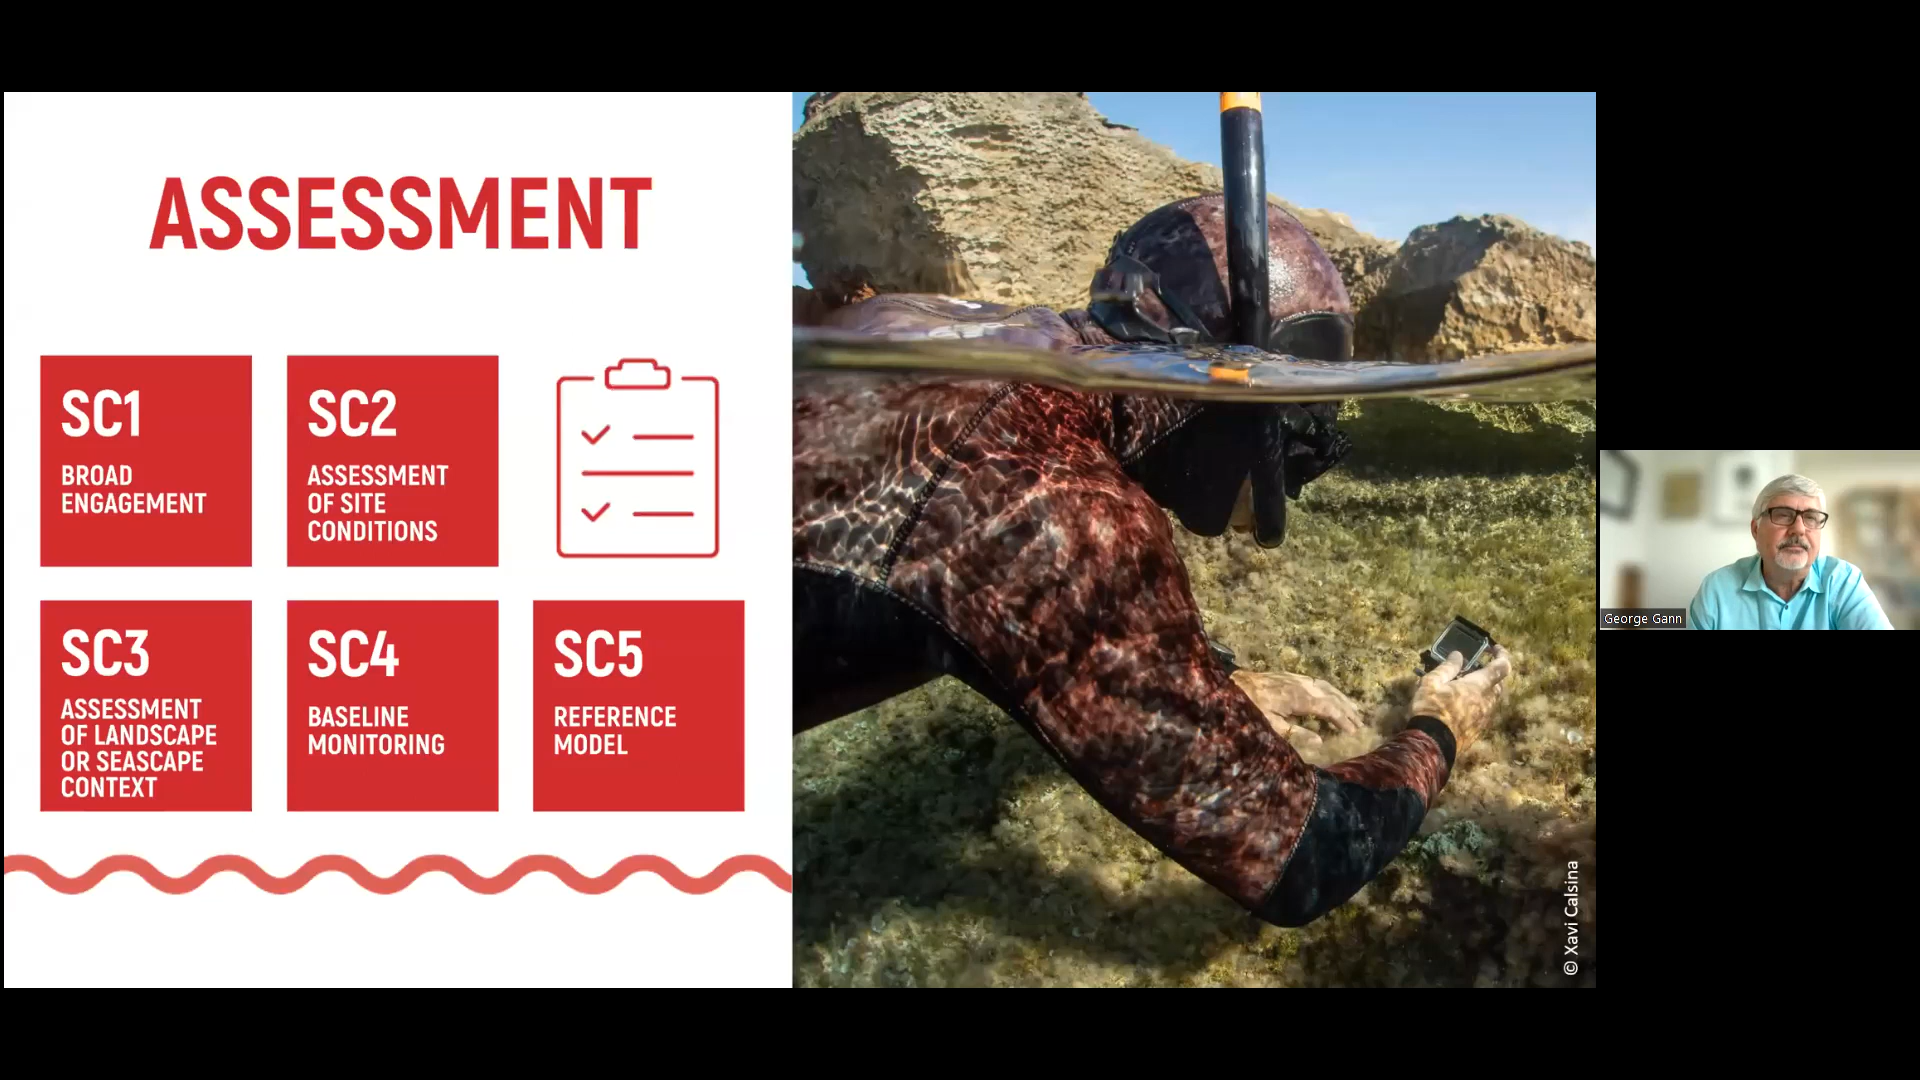 ASSESSMENT
SC1
BROAD
ENGAGEMENT
SC2
ASSESSMENT
OF SITE
CONDITIONS
SC3
ASSESSMENT
OF LANDSCAPE
OR SEASCAPE
CONTEXT
SC4
BASELINE
MONITORING
SC5
REFERENCE
MODEL
© Xavi Calsina
George Gann